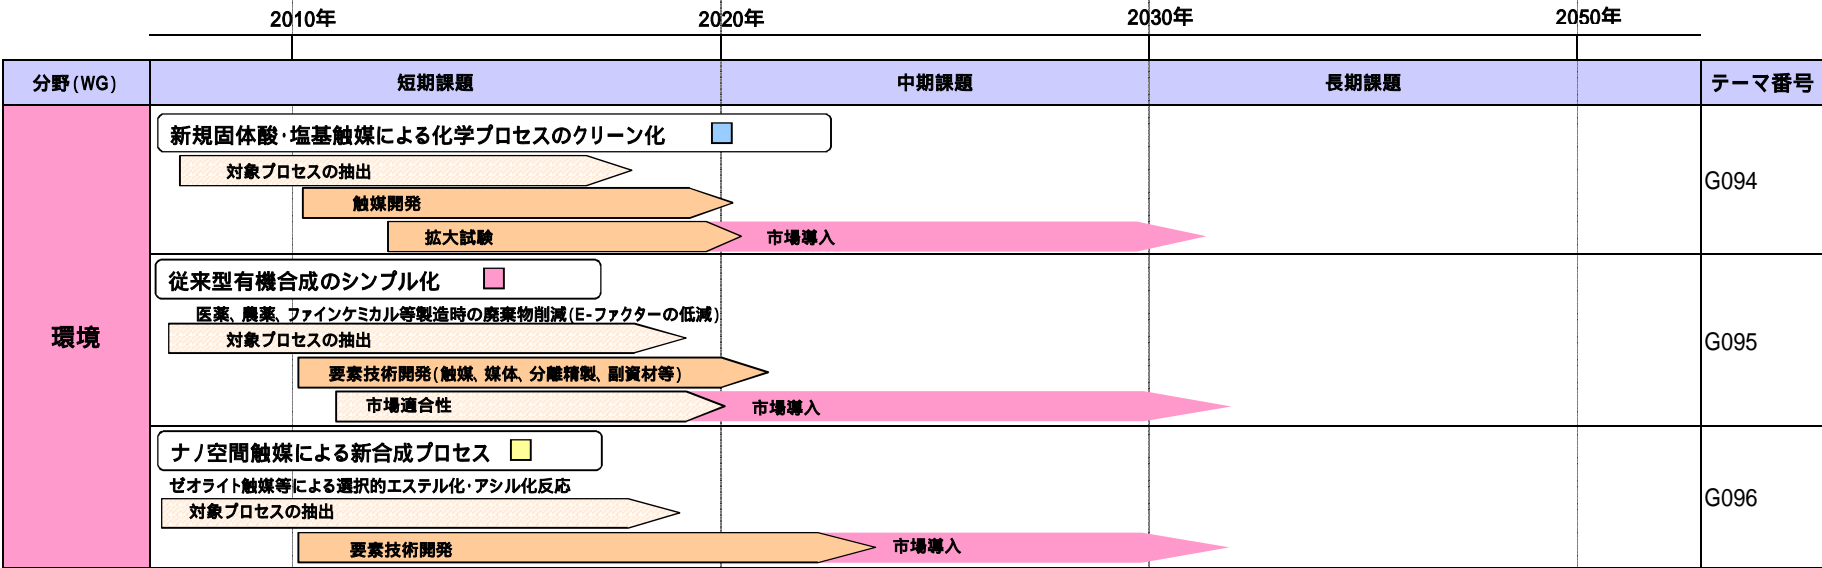 2010年 2020年 2030年 2050年
分野(WG) 短期課題 中期課題 長期課題 テーマ番号
環境
新規固体酸・塩基触媒による化学プロセスのクリーン化
対象プロセスの抽出
触媒開発
拡大試験 市場導入
G094
従来型有機合成のシンプル化
医薬、農薬、ファインケミカル等製造時の廃棄物削減(E-ファクターの低減)
対象プロセスの抽出
要素技術開発(触媒、媒体、分離精製、副資材等)
市場適合性 市場導入
G095
ナノ空間触媒による新合成プロセス
ゼオライト触媒等による選択的エステル化・アシル化反応
対象プロセスの抽出
要素技術開発 市場導入
G096